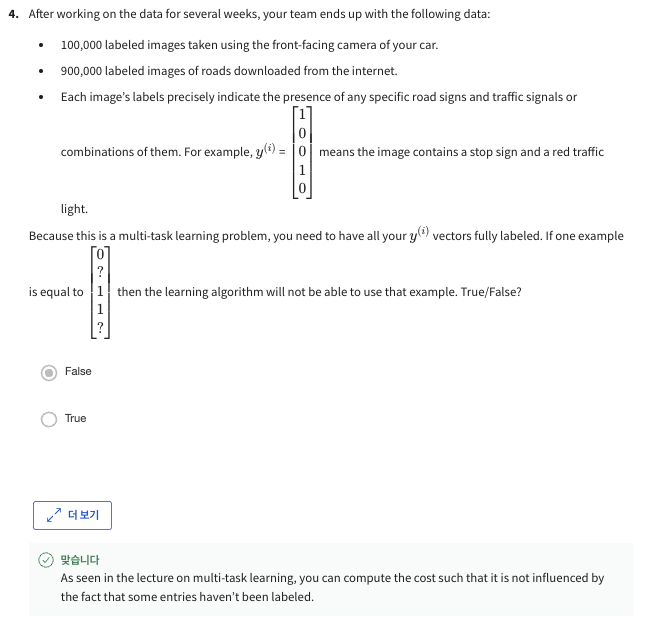 4. After working on the data for several weeks, your team ends up with the following data:
• 100,000 labeled images taken using the front-facing camera of your car.
• 900,000 labeled images of roads downloaded from the internet.
• Each image's labels precisely indicate the presence of any specific road signs and traffic signals or
combinations of them. For example, y^(i) = [1 0 0 1 0] means the image contains a stop sign and a red traffic
light.
Because this is a multi-task learning problem, you need to have all your y^(i) vectors fully labeled. If one example
is equal to [0 ? 1 1 ?] then the learning algorithm will not be able to use that example. True/False?
False
True
더 보기
맞습니다
As seen in the lecture on multi-task learning, you can compute the cost such that it is not influenced by
the fact that some entries haven't been labeled.